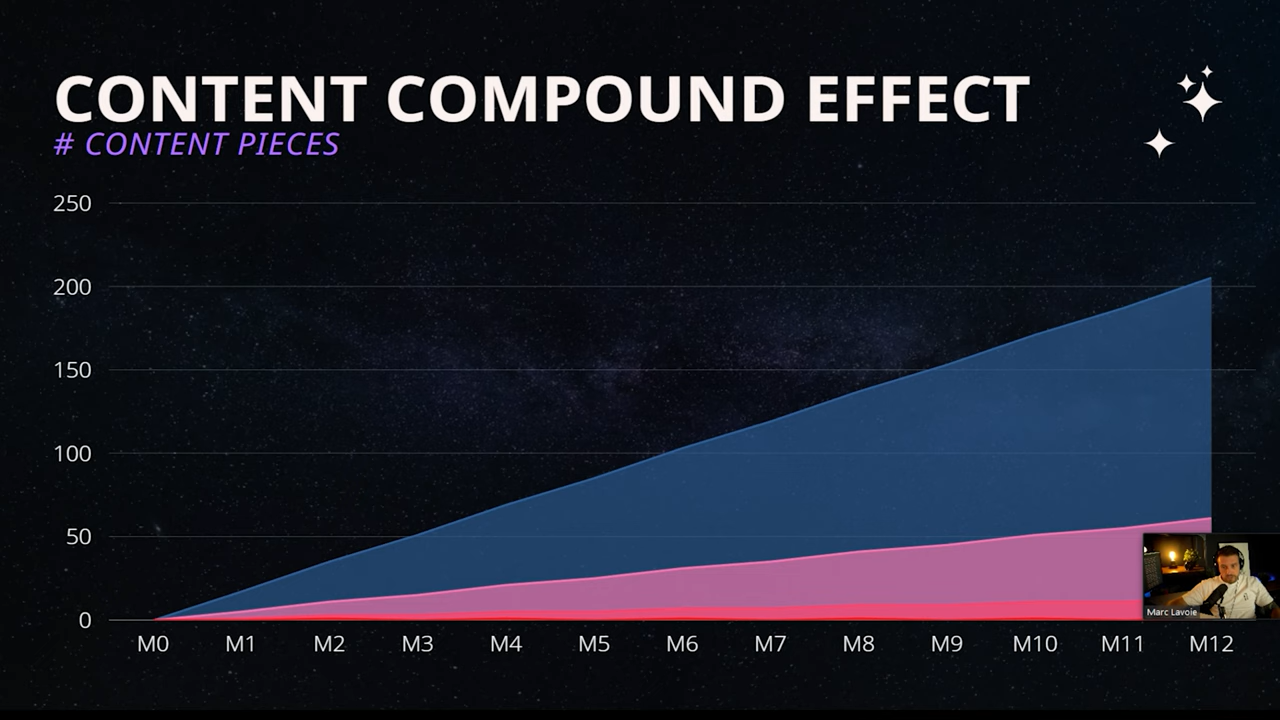 CONTENT COMPOUND EFFECT
# CONTENT PIECES
250
200
150
100
50
0
M0 M1 M2 M3 M4 M5 M6 M7 M8 M9 M10 M11 M12
Marc Lavoie